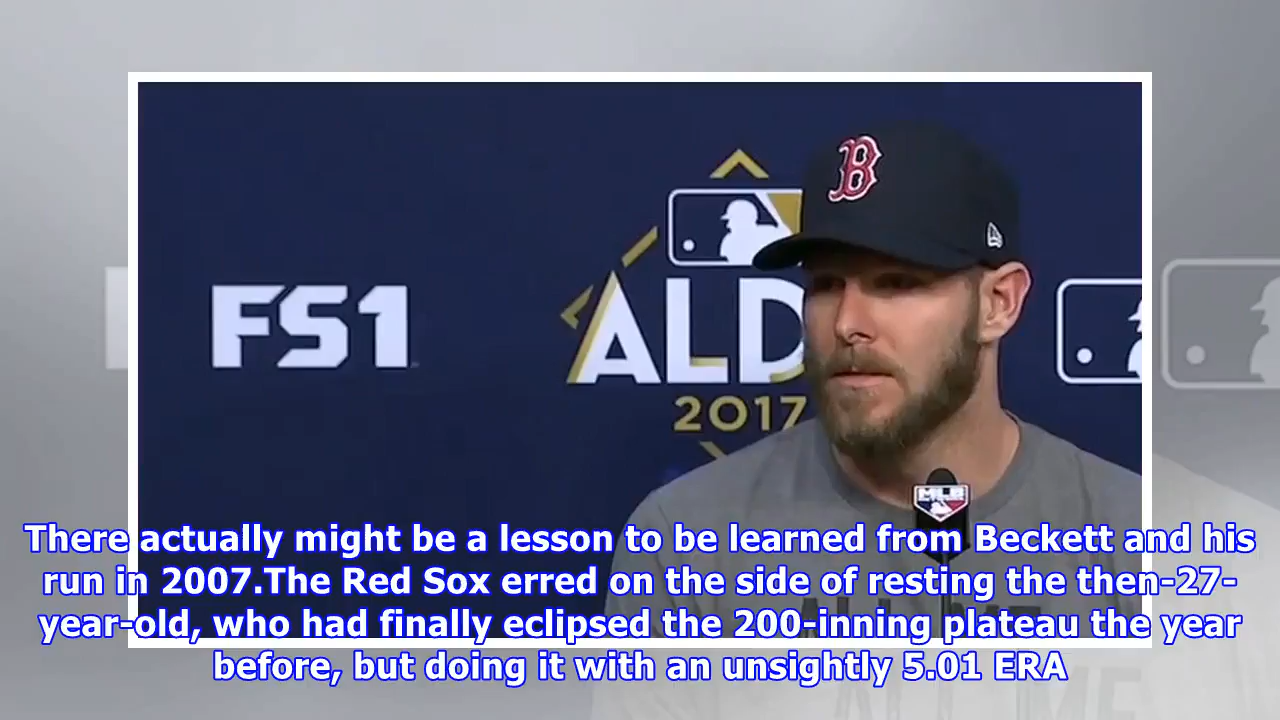 B
FS1
ALD
2017
MLB
There actually might be a lesson to be learned from Beckett and his
run in 2007.The Red Sox erred on the side of resting the then-27-
year-old, who had finally eclipsed the 200-inning plateau the year
before, but doing it with an unsightly 5.01 ERA